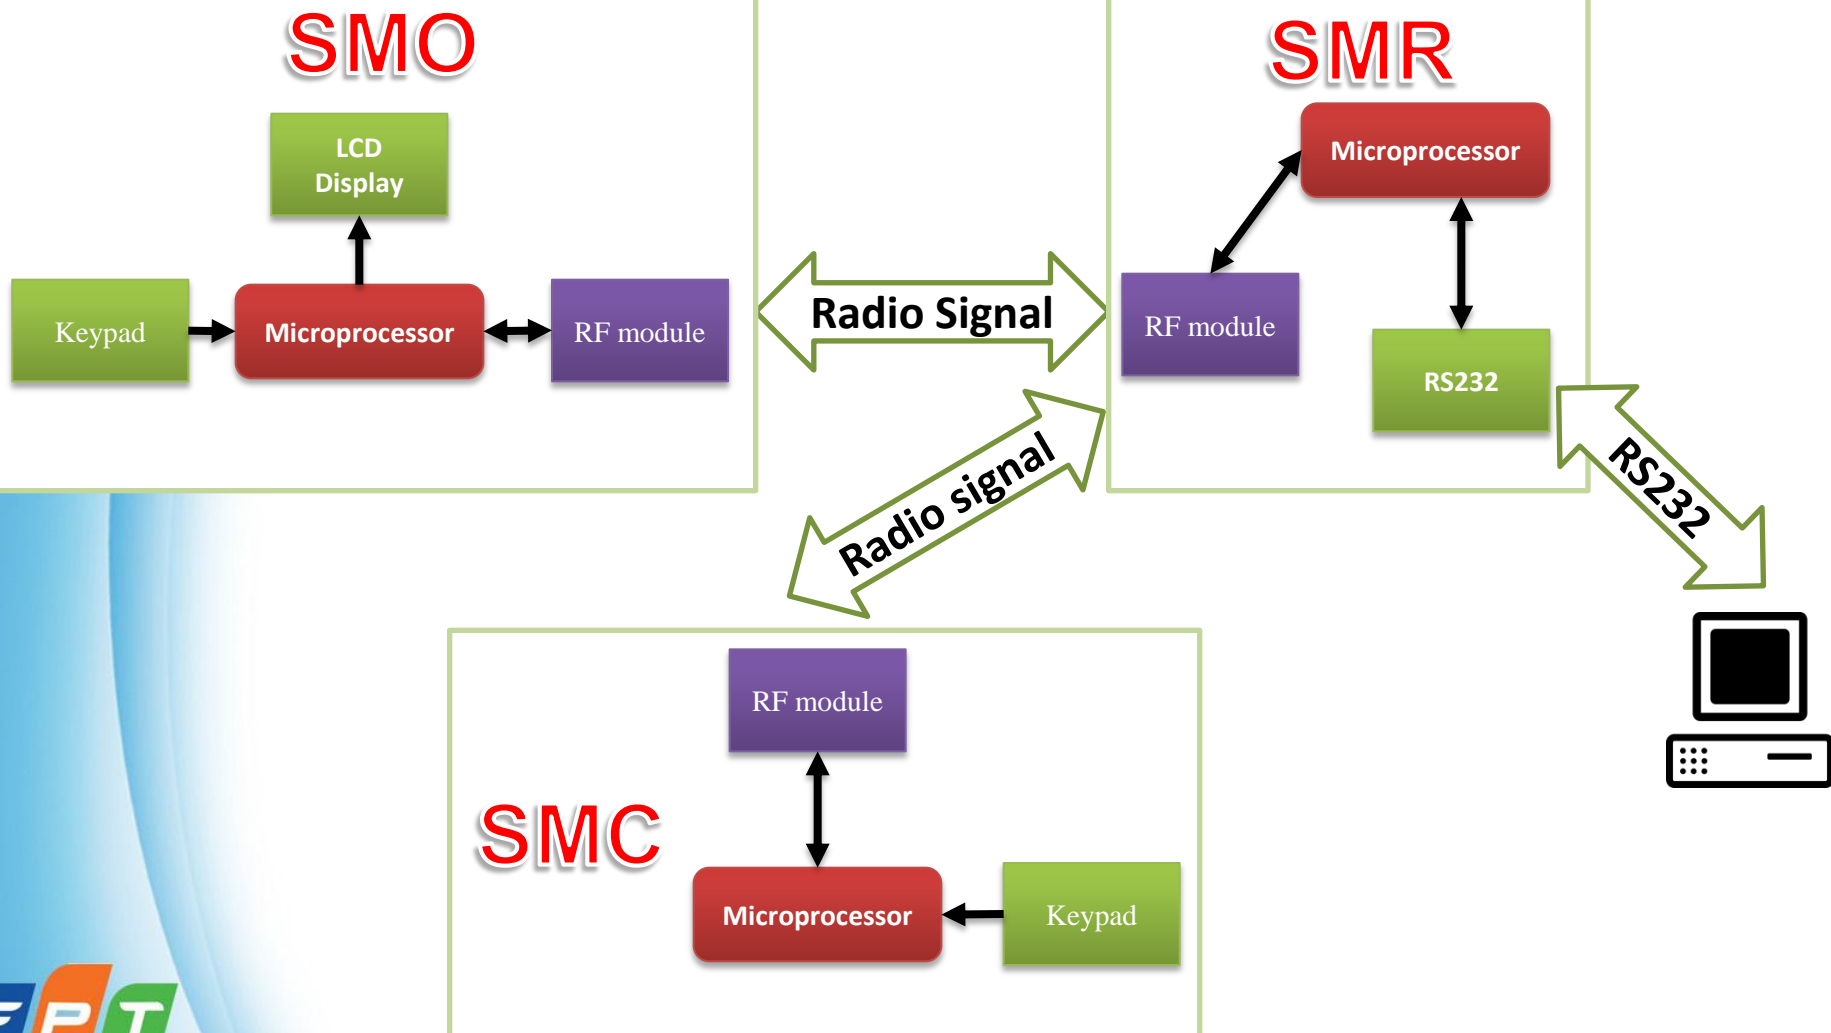 SMO
LCD
Display
Keypad
Microprocessor
RF module
Radio Signal
SMR
Microprocessor
RF module
RS232
RS232
Radio signal
RF module
SMC
Microprocessor
Keypad
FPT